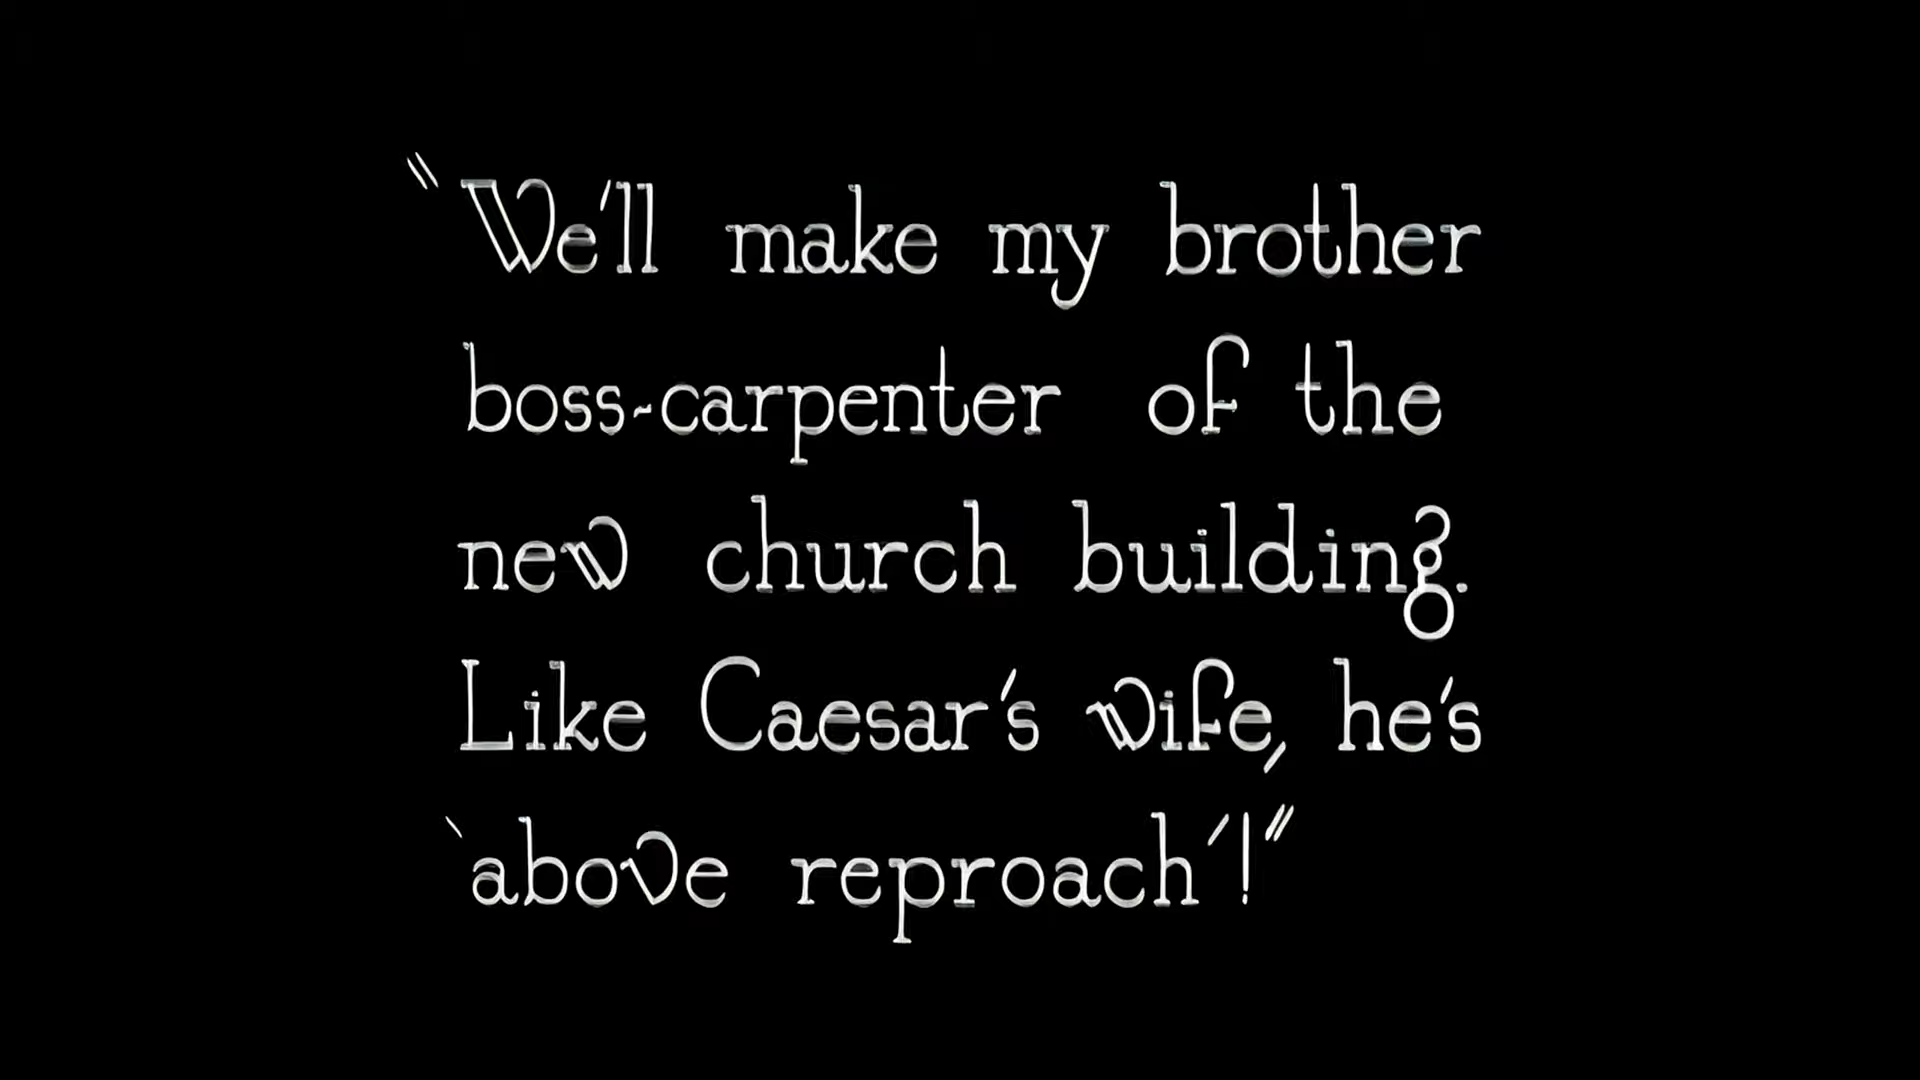 "We'll make my brother
boss-carpenter of the
new church building.
Like Caesar's wife, he's
'above reproach'!"